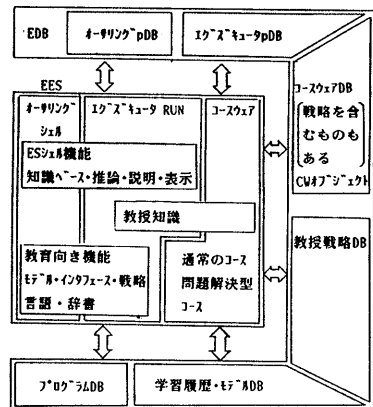 EDB
オーサリングpDB
エグズキュータpDB
EES
オーサリング
シェル
エグズキュータ RUN
コースウェア
ESシェル機能
知識ベース・推論・説明・表示
教授知識
教育向き機能
モデル・インタフェース・戦略
言語・辞書
通常のコース
問題解決型
コース
コースウェアDB
戦略を含
むものも
ある
CWオブジェクト
教授戦略DB
プログラムDB
学習履歴・モデルDB